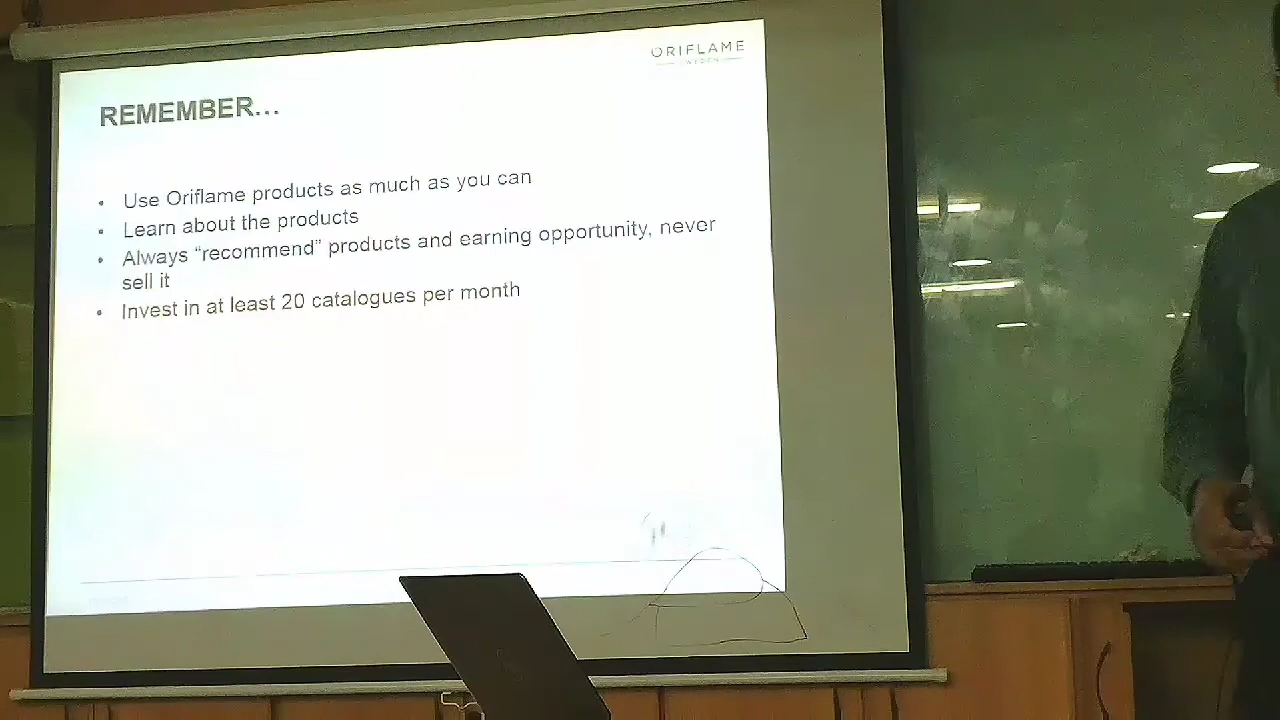 ORIFLAME
SWEDEN
REMEMBER...
• Use Oriflame products as much as you can
• Learn about the products
• Always “recommend” products and earning opportunity, never
sell it
• Invest in at least 20 catalogues per month